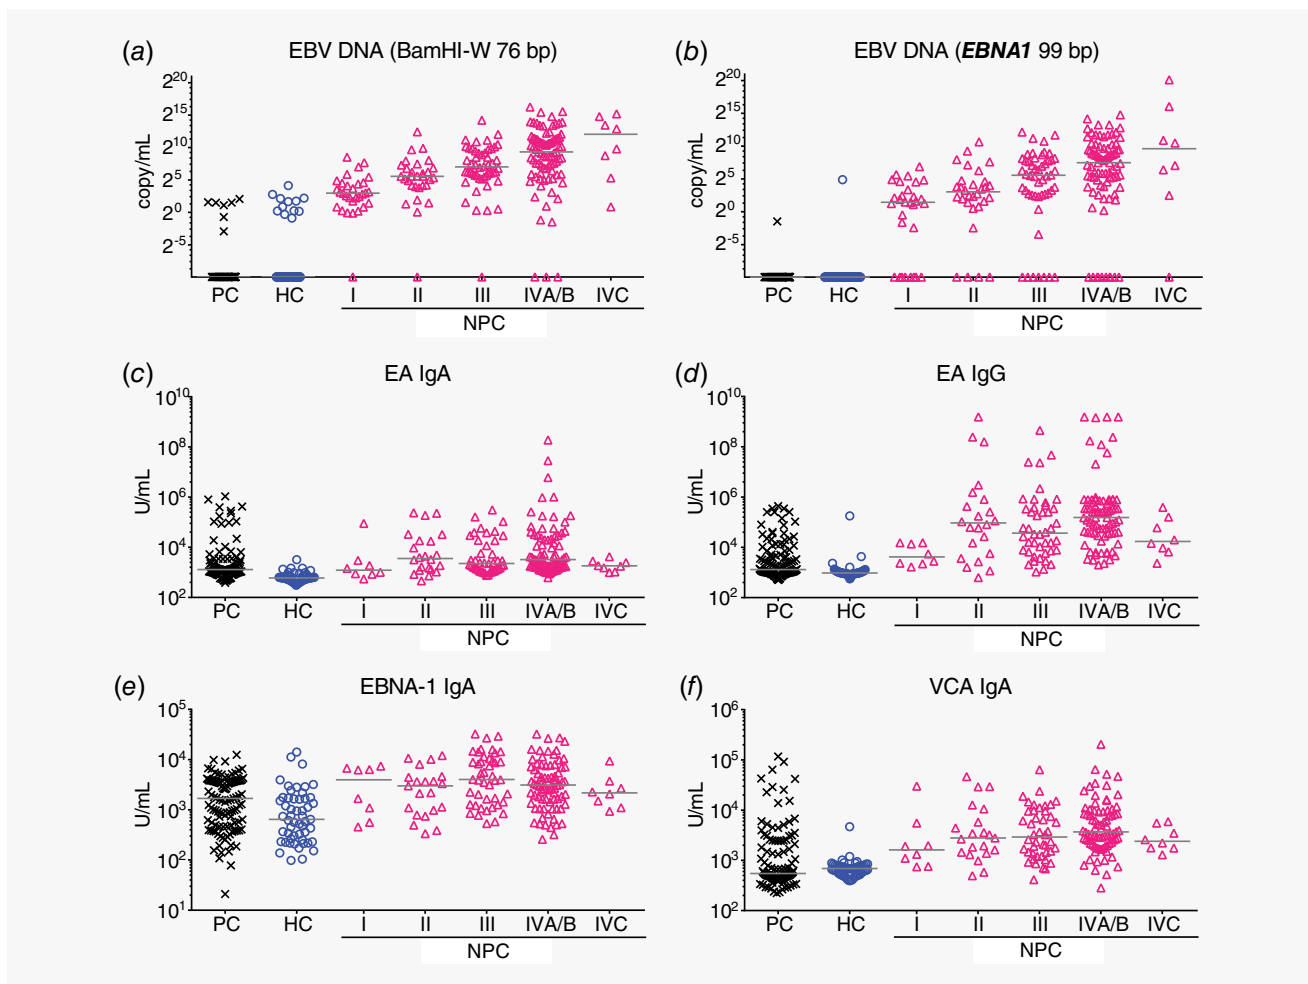 (a) EBV DNA (BamHI-W 76 bp)
copy/mL
2^20
2^15
2^10
2^5
2^0
2^-5
PC HC I II III IVA/B IVC
NPC
(b) EBV DNA (EBNA1 99 bp)
copy/mL
2^20
2^15
2^10
2^5
2^0
2^-5
PC HC I II III IVA/B IVC
NPC
(c) EA IgA
U/mL
10^10
10^8
10^6
10^4
10^2
PC HC I II III IVA/B IVC
NPC
(d) EA IgG
U/mL
10^10
10^8
10^6
10^4
10^2
PC HC I II III IVA/B IVC
NPC
(e) EBNA-1 IgA
U/mL
10^5
10^4
10^3
10^2
10^1
PC HC I II III IVA/B IVC
NPC
(f) VCA IgA
U/mL
10^6
10^5
10^4
10^3
10^2
PC HC I II III IVA/B IVC
NPC